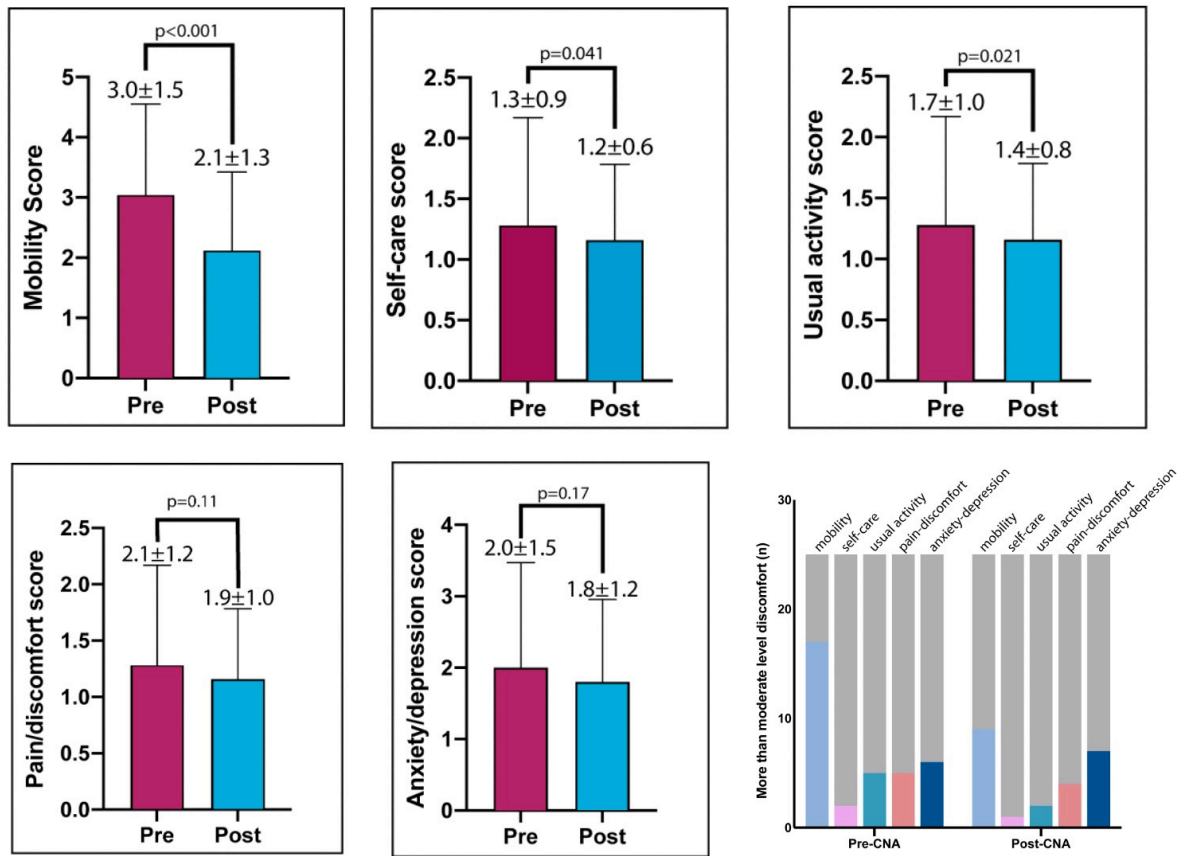 p<0.001
3.0±1.5
2.1±1.3
Mobility Score
5
4
3
2
1
0
Pre
Post
p=0.041
1.3±0.9
1.2±0.6
Self-care score
2.5
2.0
1.5
1.0
0.5
0.0
Pre
Post
p=0.021
1.7±1.0
1.4±0.8
Usual activity score
2.5
2.0
1.5
1.0
0.5
0.0
Pre
Post
p=0.11
2.1±1.2
1.9±1.0
Pain/discomfort score
2.5
2.0
1.5
1.0
0.5
0.0
Pre
Post
p=0.17
2.0±1.5
1.8±1.2
Anxiety/depression score
4
3
2
1
0
Pre
Post
More than moderate level discomfort (n)
30
20
10
0
mobility
self-care
usual activity
pain-discomfort
anxiety-depression
mobility
self-care
usual activity
pain-discomfort
anxiety-depression
Pre-CNA
Post-CNA